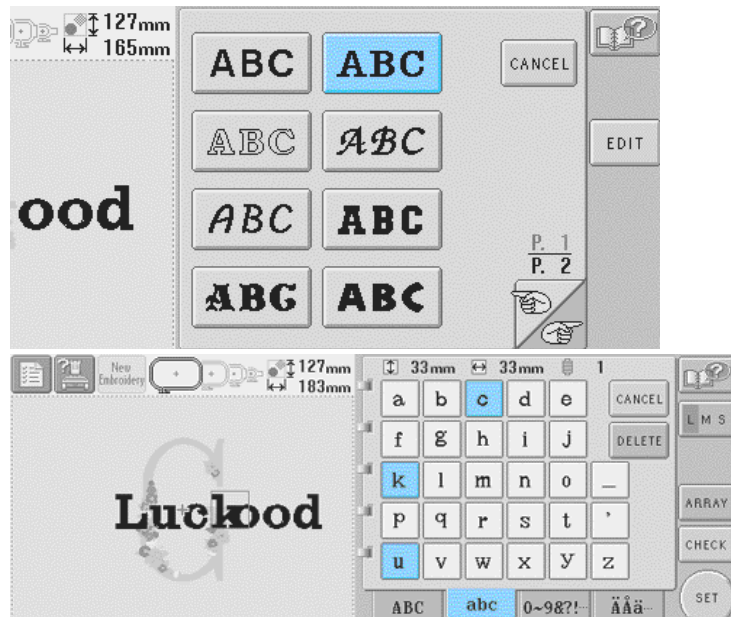 127mm
165mm
ABC ABC CANCEL
ABC ABC EDIT
ood
ABC ABC
P. 1
P. 2
ABC ABC
New
Embroidery
127mm
183mm
33mm 33mm 1
a b c d e CANCEL
L M S
f g h i j DELETE
k l m n o _
C
Luckood
p q r s t ' ARRAY
CHECK
u v w x y z
SET
ABC abc 0~9&?!··· ÄÅä···